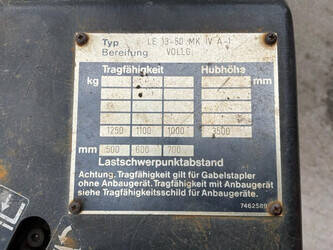 Typ LE 13-50 MK IV A-1
Bereifung VOLLG.
Tragfähigkeit Hubhöhe
kg mm
1250 1100 1000 3500
mm 500 600 700
Lastschwerpunktabstand
Achtung. Tragfähigkeit gilt für Gabelstapler
ohne Anbaugerät. Tragfähigkeit mit Anbaugerät
siehe Tragfähigkeitsschild für Anbaugeräte.
7462589